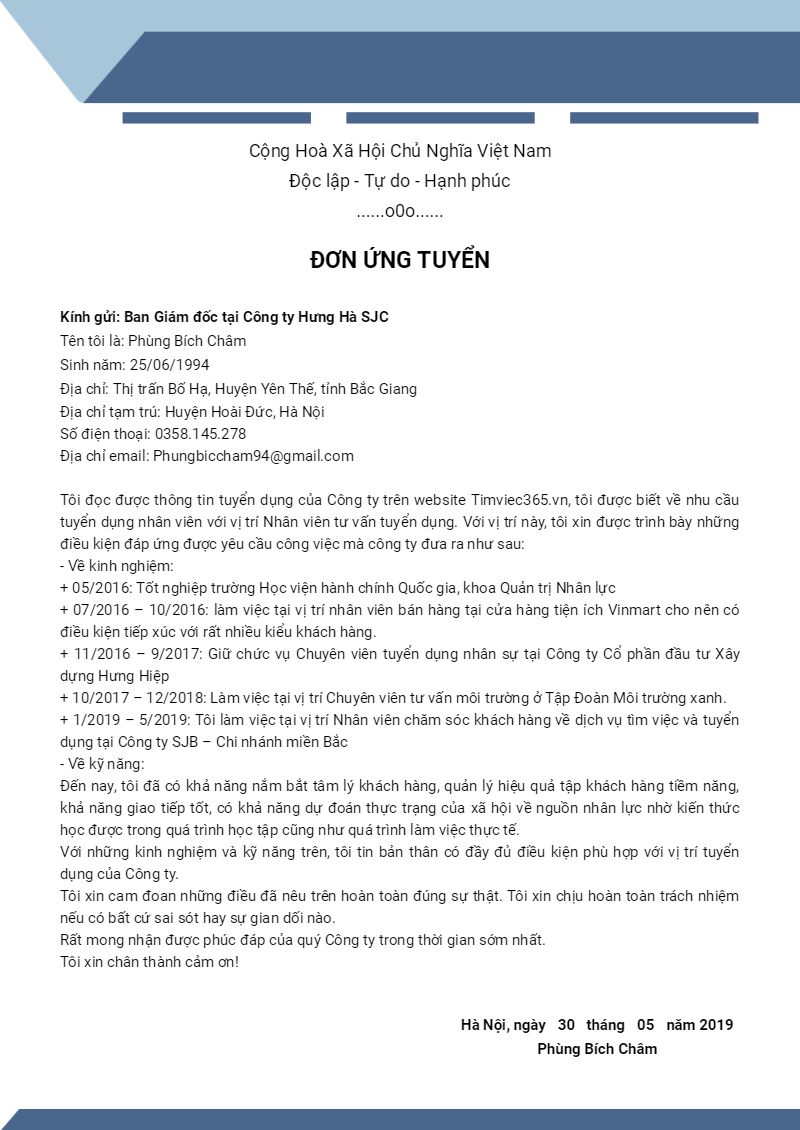 Cộng Hoà Xã Hội Chủ Nghĩa Việt Nam
Độc lập - Tự do - Hạnh phúc
......o0o......
ĐƠN ỨNG TUYỂN
Kính gửi: Ban Giám đốc tại Công ty Hưng Hà SJC
Tên tôi là: Phùng Bích Châm
Sinh năm: 25/06/1994
Địa chỉ: Thị trấn Bố Hạ, Huyện Yên Thế, tỉnh Bắc Giang
Địa chỉ tạm trú: Huyện Hoài Đức, Hà Nội
Số điện thoại: 0358.145.278
Địa chỉ email: Phungbiccham94@gmail.com
Tôi đọc được thông tin tuyển dụng của Công ty trên website Timviec365.vn, tôi được biết về nhu cầu
tuyển dụng nhân viên với vị trí Nhân viên tư vấn tuyển dụng. Với vị trí này, tôi xin được trình bày những
điều kiện đáp ứng được yêu cầu công việc mà công ty đưa ra như sau:
- Về kinh nghiệm:
+ 05/2016: Tốt nghiệp trường Học viện hành chính Quốc gia, khoa Quản trị Nhân lực
+ 07/2016 – 10/2016: làm việc tại vị trí nhân viên bán hàng tại cửa hàng tiện ích Vinmart cho nên có
điều kiện tiếp xúc với rất nhiều kiểu khách hàng.
+ 11/2016 – 9/2017: Giữ chức vụ Chuyên viên tuyển dụng nhân sự tại Công ty Cổ phần đầu tư Xây
dựng Hưng Hiệp
+ 10/2017 – 12/2018: Làm việc tại vị trí Chuyên viên tư vấn môi trường ở Tập Đoàn Môi trường xanh.
+ 1/2019 – 5/2019: Tôi làm việc tại vị trí Nhân viên chăm sóc khách hàng về dịch vụ tìm việc và tuyển
dụng tại Công ty SJB – Chi nhánh miền Bắc
- Về kỹ năng:
Đến nay, tôi đã có khả năng nắm bắt tâm lý khách hàng, quản lý hiệu quả tập khách hàng tiềm năng,
khả năng giao tiếp tốt, có khả năng dự đoán thực trạng của xã hội về nguồn nhân lực nhờ kiến thức
học được trong quá trình học tập cũng như quá trình làm việc thực tế.
Với những kinh nghiệm và kỹ năng trên, tôi tin bản thân có đầy đủ điều kiện phù hợp với vị trí tuyển
dụng của Công ty.
Tôi xin cam đoan những điều đã nêu trên hoàn toàn đúng sự thật. Tôi xin chịu hoàn toàn trách nhiệm
nếu có bất cứ sai sót hay sự gian dối nào.
Rất mong nhận được phúc đáp của quý Công ty trong thời gian sớm nhất.
Tôi xin chân thành cảm ơn!
Hà Nội, ngày 30 tháng 05 năm 2019
Phùng Bích Châm